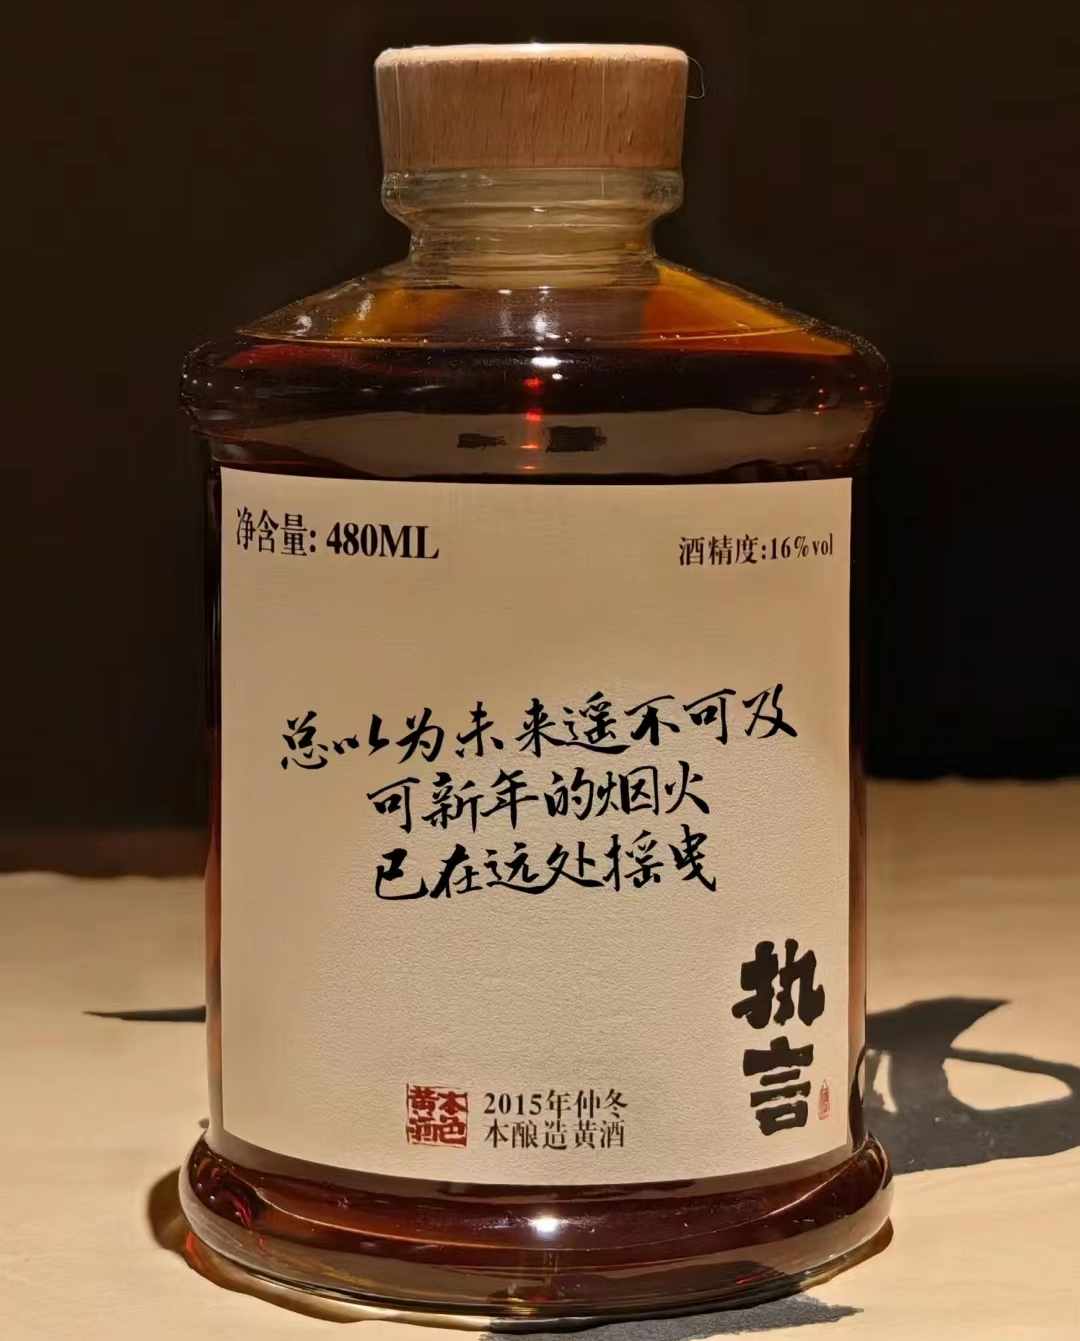 净含量: 480ML
酒精度:16%vol
总以为未来遥不可及
可新年的烟火
已在远处摇曳
执言
本色黄酒
2015年仲冬
本酿造黄酒